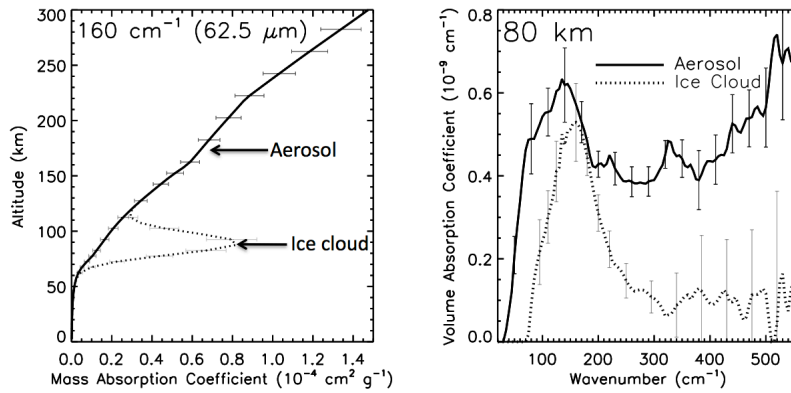 160 cm⁻¹ (62.5 μm)
300
250
200
150
100
50
0
Altitude (km)
Aerosol
Ice cloud
0.0 0.2 0.4 0.6 0.8 1.0 1.2 1.4
Mass Absorption Coefficient (10⁻⁴ cm² g⁻¹)
80 km
Aerosol
Ice Cloud
0.8
0.6
0.4
0.2
0.0
Volume Absorption Coefficient (10⁻⁹ cm⁻¹)
100 200 300 400 500
Wavenumber (cm⁻¹)